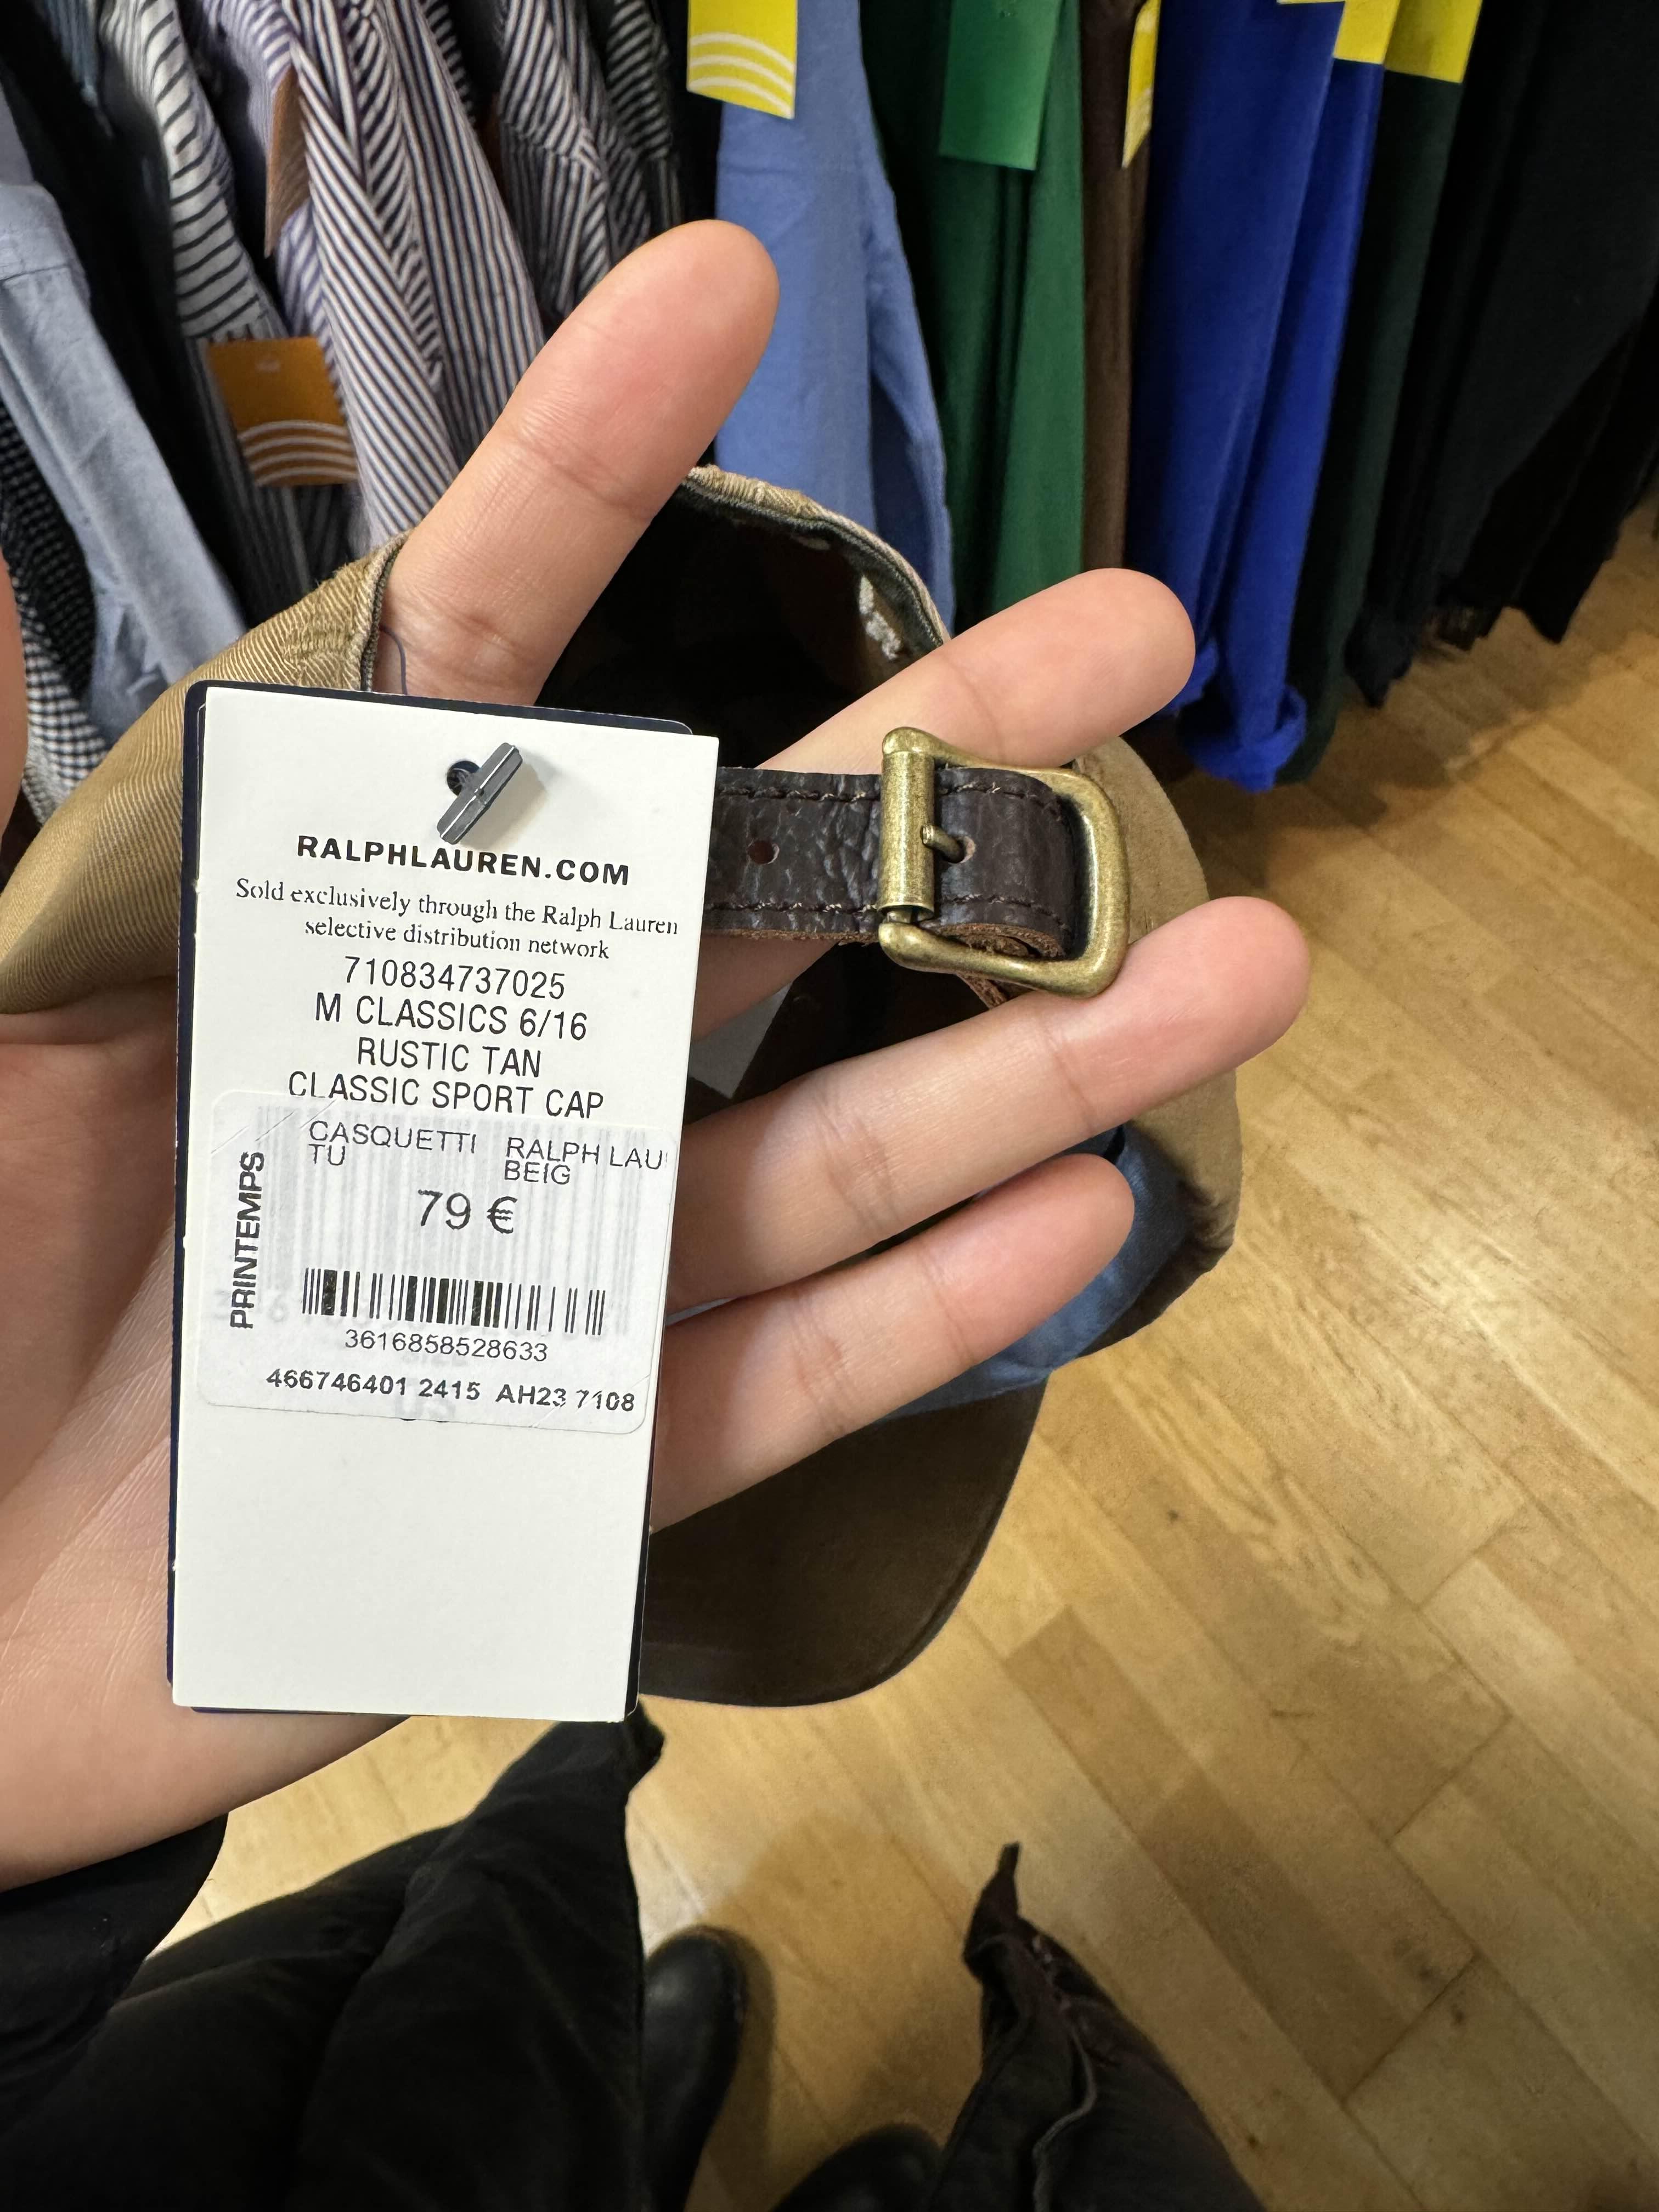 RALPHLAUREN.COM
Sold exclusively through the Ralph Lauren
selective distribution network
710834737025
M CLASSICS 6/16
RUSTIC TAN
CLASSIC SPORT CAP
CASQUETTI RALPH LAU
TU BEIG
79 €
PRINTEMPS
3616858528633
466746401 2415 AH23 7108